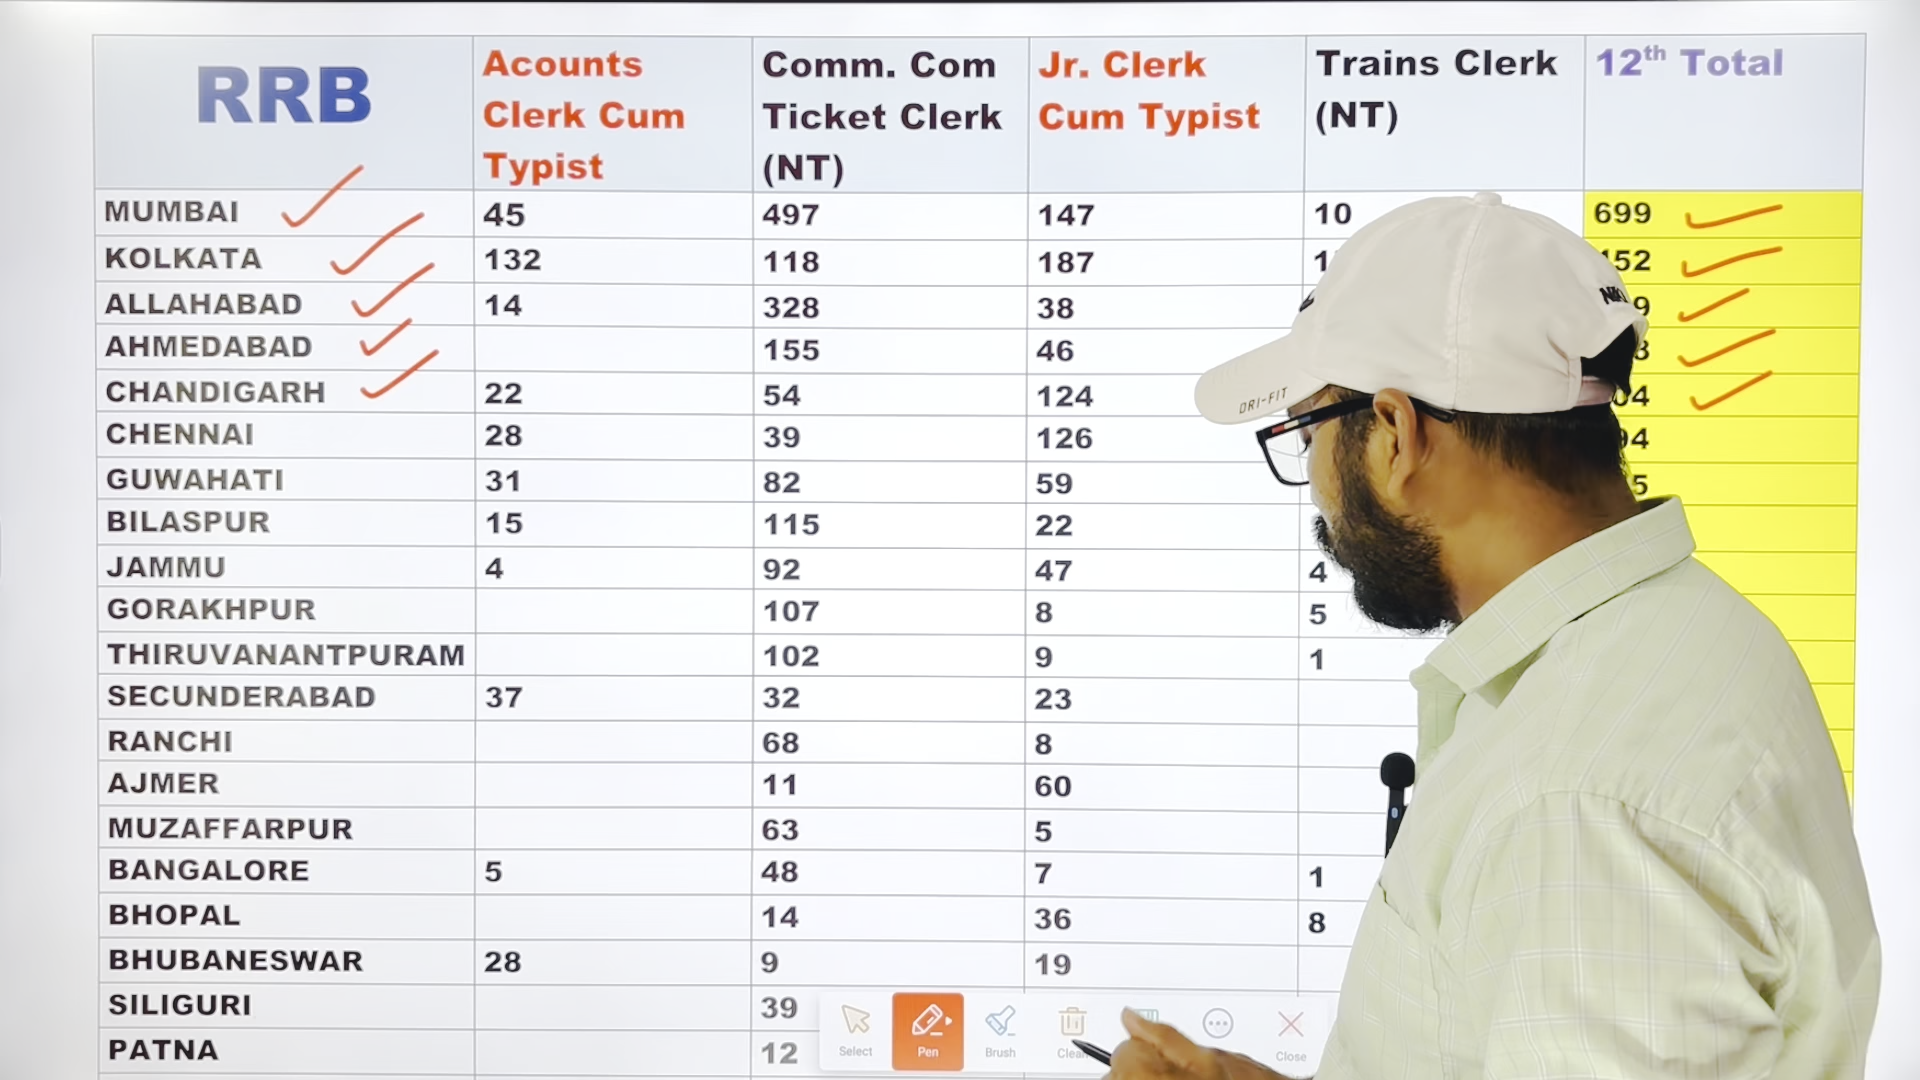 RRB Acounts Clerk Cum Typist Comm. Com Ticket Clerk (NT) Jr. Clerk Cum Typist Trains Clerk (NT) 12th Total
MUMBAI 45 497 147 10 699
KOLKATA 132 118 187
ALLAHABAD 14 328 38
AHMEDABAD 155 46
CHANDIGARH 22 54 124
CHENNAI 28 39 126
GUWAHATI 31 82 59
BILASPUR 15 115 22
JAMMU 4 92 47 4
GORAKHPUR 107 8 5
THIRUVANANTPURAM 102 9 1
SECUNDERABAD 37 32 23
RANCHI 68 8
AJMER 11 60
MUZAFFARPUR 63 5
BANGALORE 5 48 7 1
BHOPAL 14 36 8
BHUBANESWAR 28 9 19
SILIGURI 39
PATNA 12
Select Pen Brush Clear Close
DRI-FIT